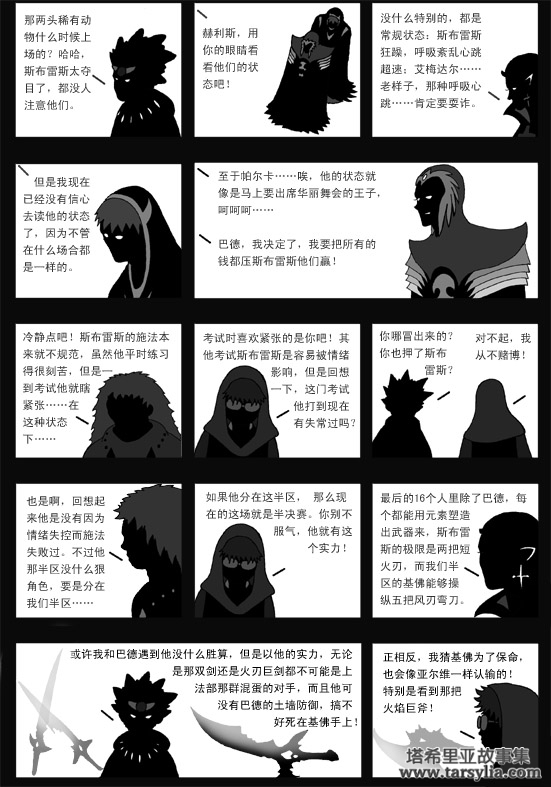 那两头稀有动
物什么时候上
场的？哈哈，
斯布雷斯太夺
目了，都没人
注意他们。
赫利斯，用
你的眼睛看
看他们的状
态吧！
没什么特别的，都是
常规状态：斯布雷斯
狂躁，呼吸紊乱心跳
超速；艾梅达尔……
老样子，那种呼吸心
跳……肯定要耍诈。
但是我现在
已经没有信心
去读他的状态
了，因为不管
在什么场合都
是一样的。
至于帕尔卡……唉，他的状态就
像是马上要出席华丽舞会的王子，
呵呵呵……
巴德，我决定了，我要把所有的
钱都压斯布雷斯他们赢！
冷静点吧！斯布雷斯的施法本
来就不规范，虽然他平时练习
得很刻苦，但是一
到考试他就瞎
紧张……在
这种状态
下……
考试时喜欢紧张的是你吧！其
他考试斯布雷斯是容易被情绪
影响，但是回想
一下，这门考试
他打到现在
有失常过吗？
你哪冒出来的？
你也押了斯布
雷斯？
对不起，我
从不赌博！
也是啊，回想起
来他是没有因为
情绪失控而施法
失败过。不过他
那半区没什么狠
角色，要是分在
我们半区……
如果他分在这半区， 那么现
在的这场就是半决赛。你别不
服气，他就有这
个实力！
最后的16个人里除了巴德，每
个都能用元素塑造
出武器来，斯布雷
斯的极限是两把短
火刃，而我们半
区的基佛能够操
纵五把风刃弯刀。
或许我和巴德遇到他没什么胜算，但是以他的实力，无论
是那双剑还是火刃巨剑都不可能是上
法部那群混蛋的对手，而且他可
没有巴德的土墙防御，搞不
好死在基佛手上！
正相反，我猜基佛为了保命，
也会像亚尔维一样认输的！
特别是看到那把
火焰巨斧！
塔希里亚故事集
www.tarsylia.com